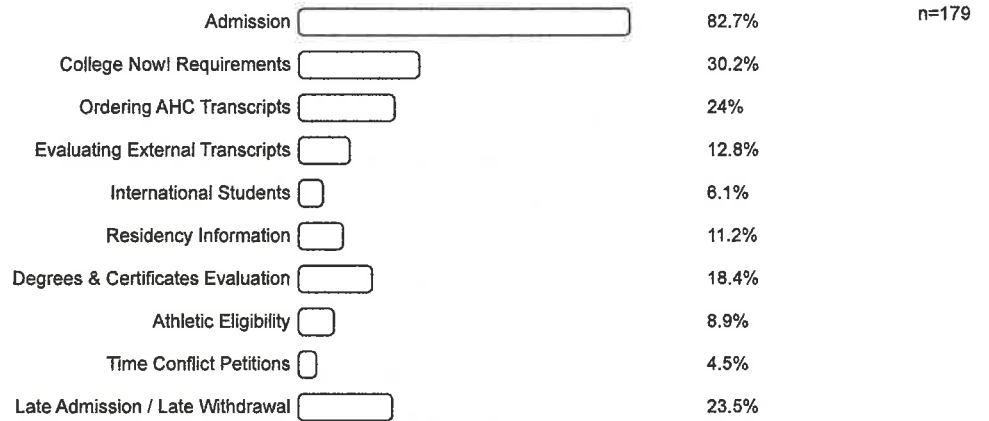 Admission 82.7% n=179
College Now! Requirements 30.2%
Ordering AHC Transcripts 24%
Evaluating External Transcripts 12.8%
International Students 6.1%
Residency Information 11.2%
Degrees & Certificates Evaluation 18.4%
Athletic Eligibility 8.9%
Time Conflict Petitions 4.5%
Late Admission / Late Withdrawal 23.5%